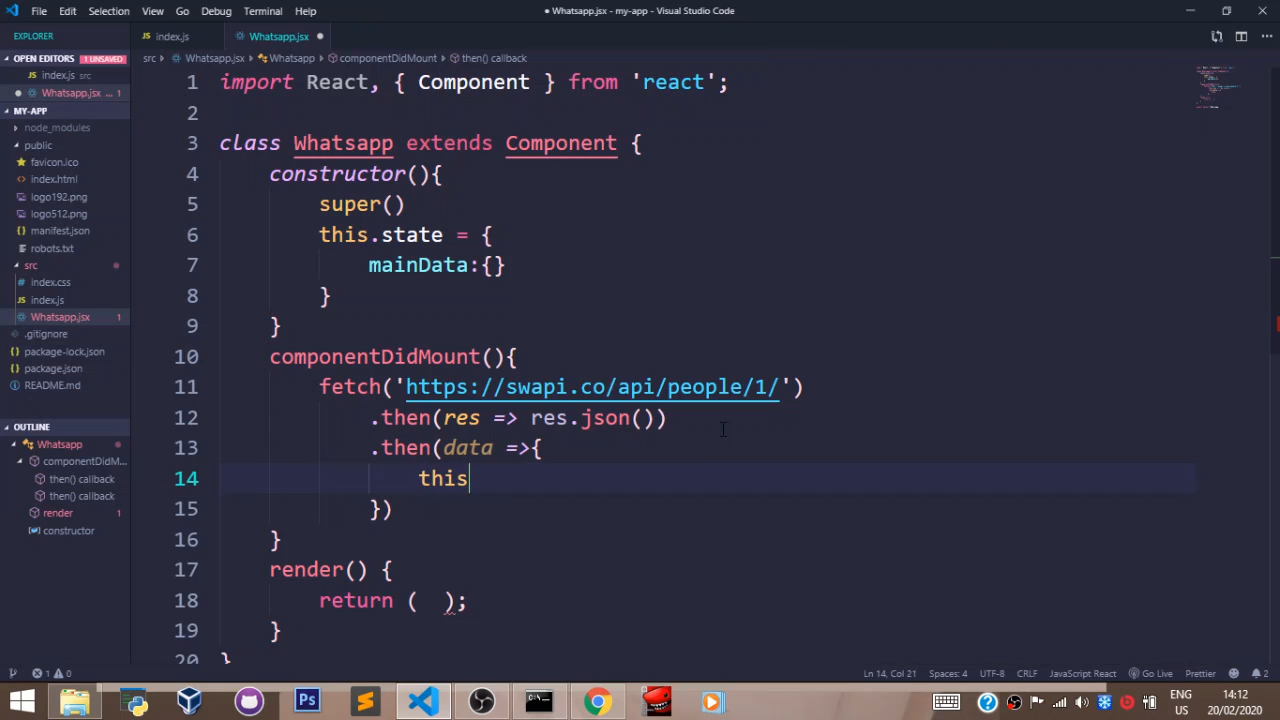 File Edit Selection View Go Debug Terminal Help
● Whatsapp.jsx - my-app - Visual Studio Code
EXPLORER
OPEN EDITORS 1 UNSAVED
index.js src
Whatsapp.jsx ... 1
MY-APP
node_modules
public
favicon.ico
index.html
logo192.png
logo512.png
manifest.json
robots.txt
src
index.css
index.js
Whatsapp.jsx 1
.gitignore
package-lock.json
package.json
README.md
OUTLINE
Whatsapp
componentDidM...
then() callback
then() callback
render 1
constructor
index.js
Whatsapp.jsx
src > Whatsapp.jsx > Whatsapp > componentDidMount > then() callback
1 import React, { Component } from 'react';
2
3 class Whatsapp extends Component {
4 constructor(){
5 super()
6 this.state = {
7 mainData:{}
8 }
9 }
10 componentDidMount(){
11 fetch('https://swapi.co/api/people/1/')
12 .then(res => res.json())
13 .then(data =>{
14 this
15 })
16 }
17 render() {
18 return ( );
19 }
20 }
1 0
Ln 14, Col 21 Spaces: 4 UTF-8 CRLF JavaScript React Go Live Prettier 2
Ps
ENG
US
14:12
20/02/2020